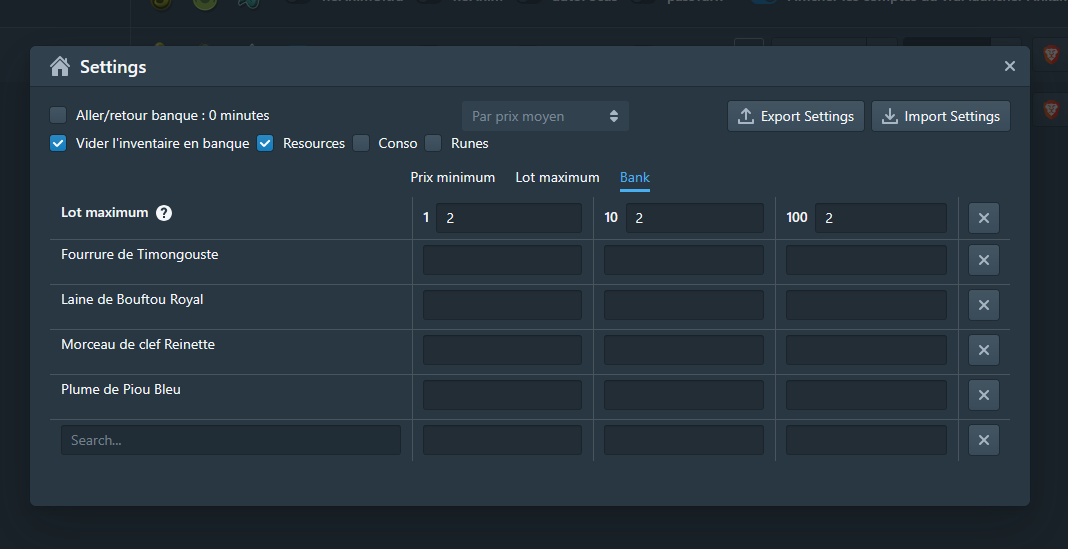 Settings
Aller/retour banque : 0 minutes
Par prix moyen
Export Settings
Import Settings
Vider l'inventaire en banque
Resources
Conso
Runes
Prix minimum
Lot maximum
Bank
Lot maximum ?
1 2
10 2
100 2
Fourrure de Timongouste
Laine de Bouftou Royal
Morceau de clef Reinette
Plume de Piou Bleu
Search...